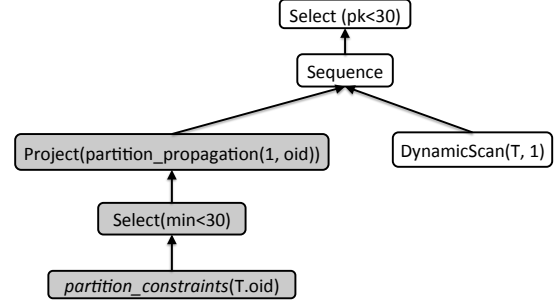 Select (pk<30)
Sequence
Project(partition_propagation(1, oid))
DynamicScan(T, 1)
Select(min<30)
partition_constraints(T.oid)